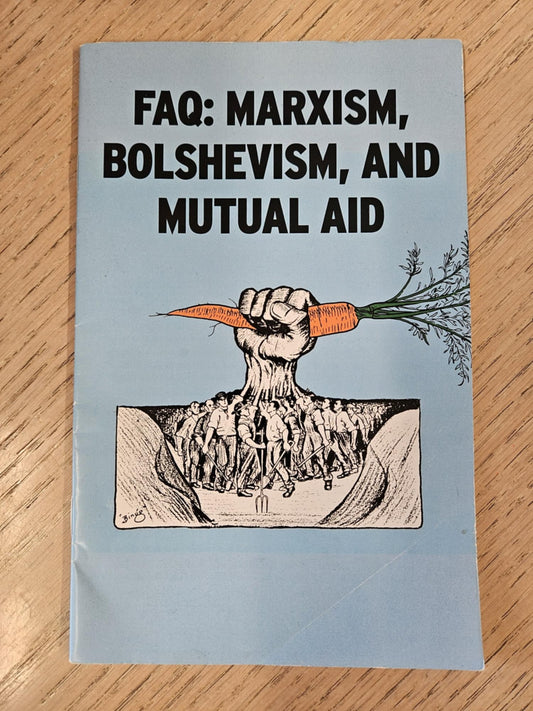 FAQ: MARXISM,
BOLSHEVISM, AND
MUTUAL AID